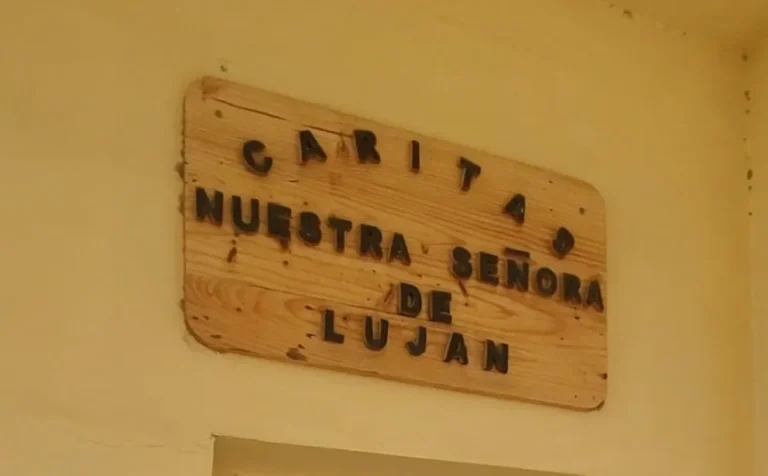 CARITAS
NUESTRA SEÑORA
DE
LUJAN